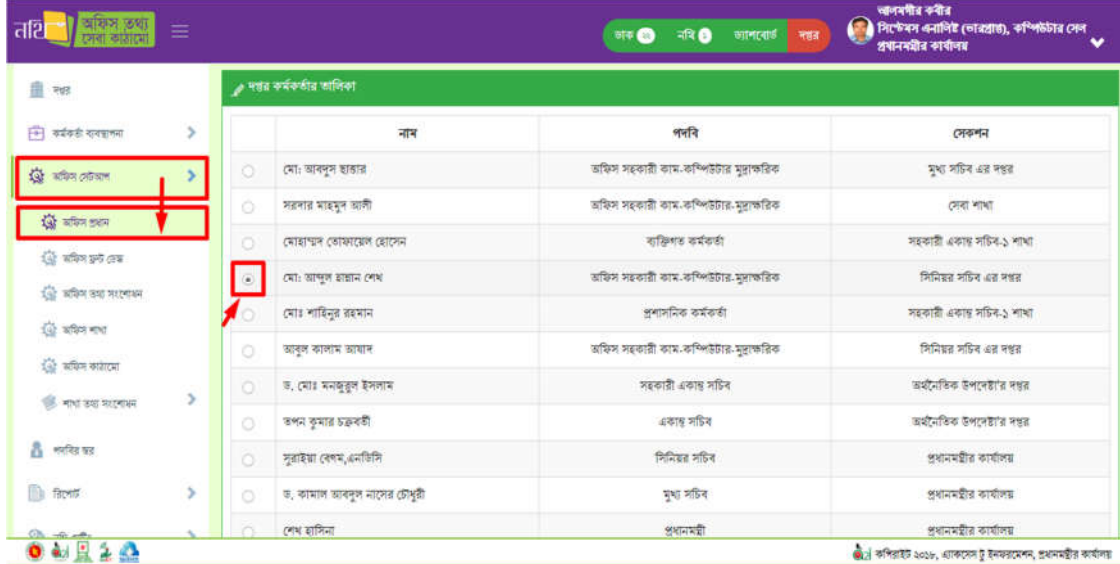 নথি অফিস তথ্য
সেবা কাঠামো
ডাক ২২ নথি ১ ড্যাশবোর্ড দপ্তর
আলমগীর কবীর
সিস্টেমস এনালিষ্ট (ভারপ্রাপ্ত), কম্পিউটার সেল
প্রধানমন্ত্রীর কার্যালয়
দপ্তর
কর্মকর্তা ব্যবস্থাপনা
অফিস সেটআপ
অফিস প্রধান
অফিস ফ্রন্ট ডেস্ক
অফিস তথ্য সংশোধন
অফিস শাখা
অফিস কাঠামো
শাখা তথ্য সংশোধন
পদবির স্তর
রিপোর্ট
দপ্তর কর্মকর্তার তালিকা
নাম পদবি সেকশন
মো: আবদুস ছাত্তার অফিস সহকারী কাম-কম্পিউটার মুদ্রাক্ষরিক মুখ্য সচিব এর দপ্তর
সরদার মাহমুদ আলী অফিস সহকারী কাম-কম্পিউটার-মুদ্রাক্ষরিক সেবা শাখা
মোহাম্মদ তোফায়েল হোসেন ব্যক্তিগত কর্মকর্তা সহকারী একান্ত সচিব-১ শাখা
মো: আব্দুল হান্নান শেখ অফিস সহকারী কাম-কম্পিউটার-মুদ্রাক্ষরিক সিনিয়র সচিব এর দপ্তর
মোঃ শাহিনুর রহমান প্রশাসনিক কর্মকর্তা সহকারী একান্ত সচিব-১ শাখা
আবুল কালাম আযাদ অফিস সহকারী কাম-কম্পিউটার-মুদ্রাক্ষরিক সিনিয়র সচিব এর দপ্তর
ড. মোঃ মনজুরুল ইসলাম সহকারী একান্ত সচিব অর্থনৈতিক উপদেষ্টা'র দপ্তর
তপন কুমার চক্রবর্তী একান্ত সচিব অর্থনৈতিক উপদেষ্টা'র দপ্তর
সুরাইয়া বেগম,এনডিসি সিনিয়র সচিব প্রধানমন্ত্রীর কার্যালয়
ড. কামাল আবদুল নাসের চৌধুরী মুখ্য সচিব প্রধানমন্ত্রীর কার্যালয়
শেখ হাসিনা প্রধানমন্ত্রী প্রধানমন্ত্রীর কার্যালয়
কপিরাইট ২০১৮, এ্যাকসেস টু ইনফরমেশন, প্রধানমন্ত্রীর কার্যালয়